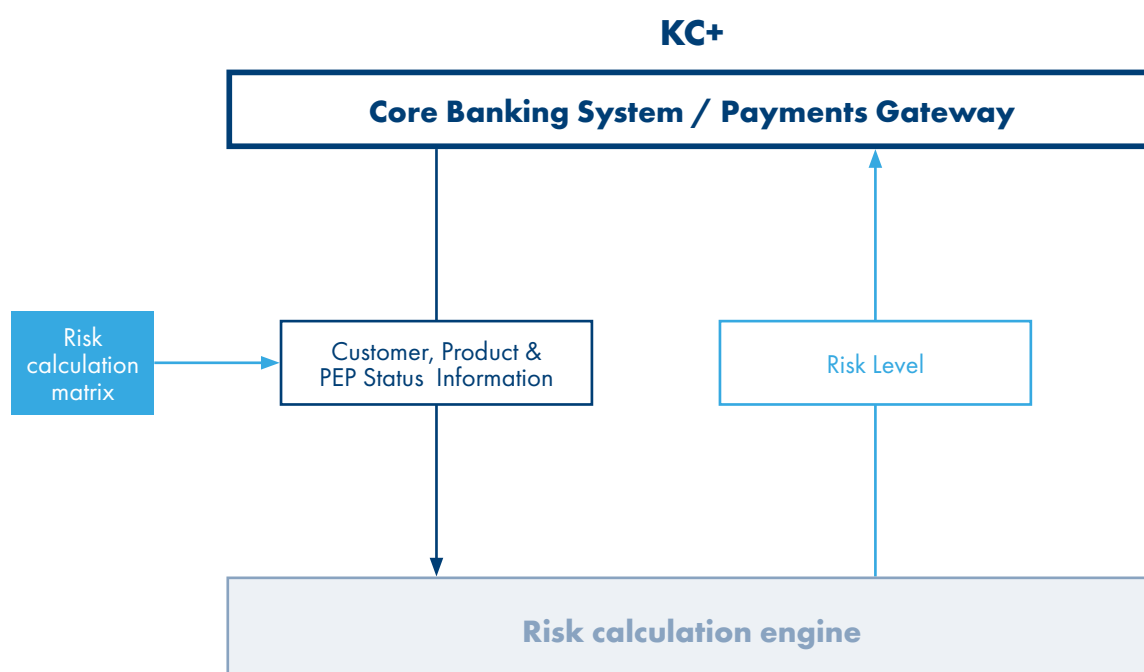 KC+
Core Banking System / Payments Gateway
Risk
calculation
matrix
Customer, Product &
PEP Status Information
Risk Level
Risk calculation engine